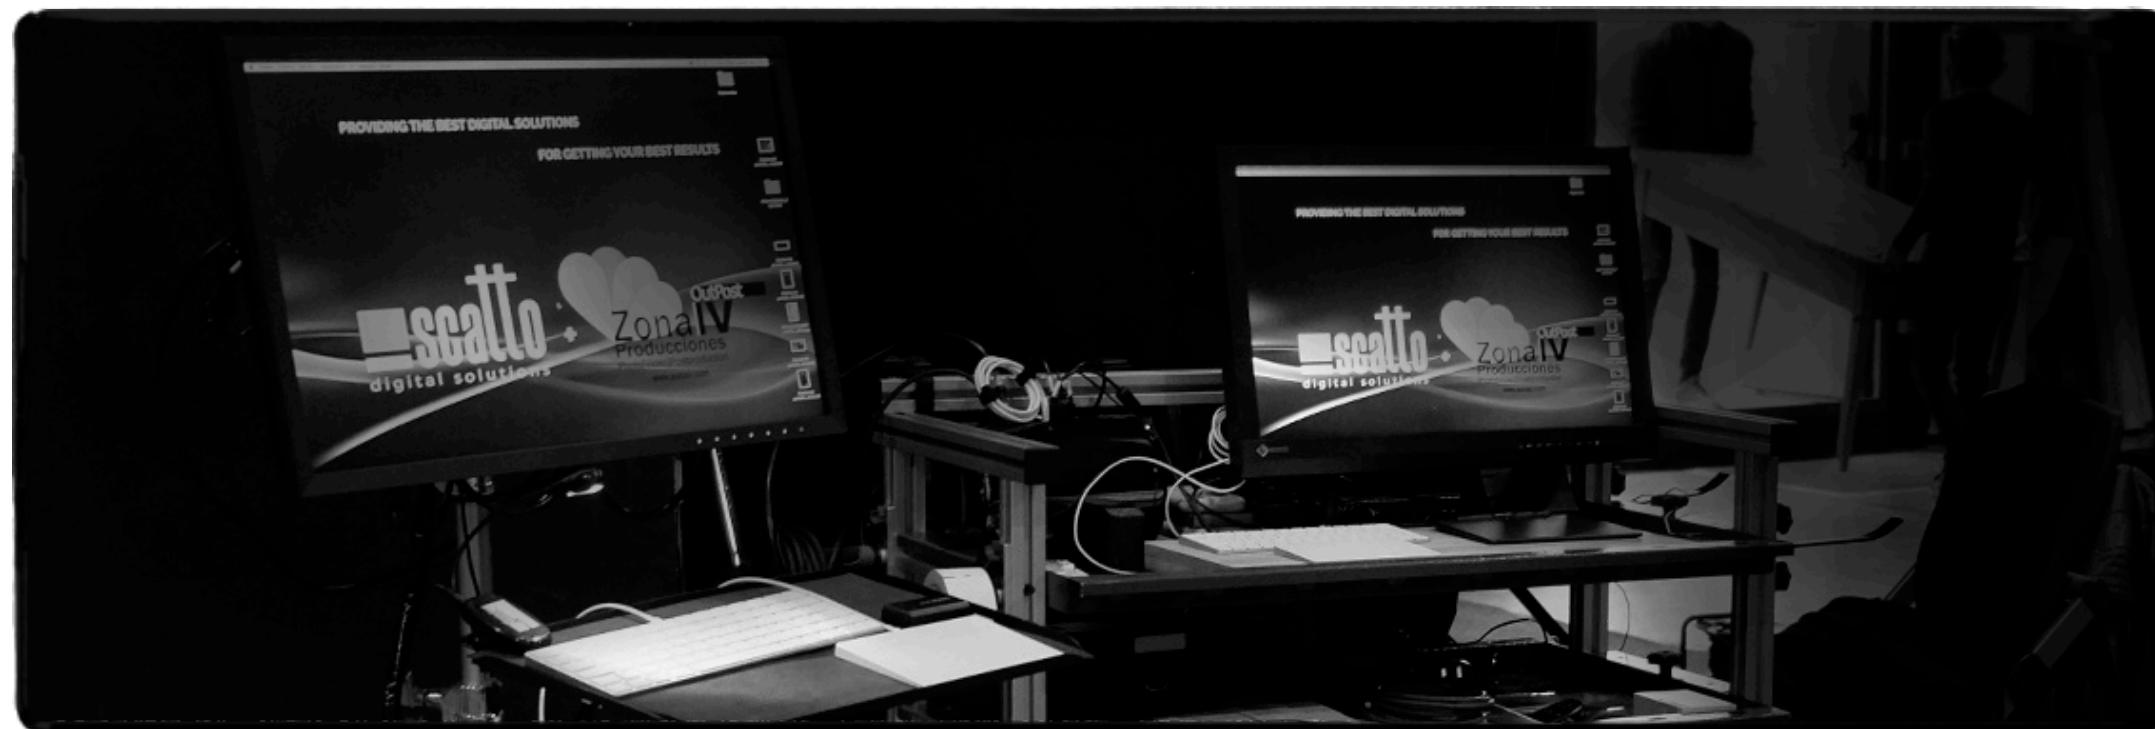 PROVIDING THE BEST DIGITAL SOLUTIONS
FOR GETTING YOUR BEST RESULTS
scatto
digital solutions
OutPost
ZonaIV
Producciones
PROVIDING THE BEST DIGITAL SOLUTIONS
FOR GETTING YOUR BEST RESULTS
scatto
digital solutions
OutPost
ZonaIV
Producciones